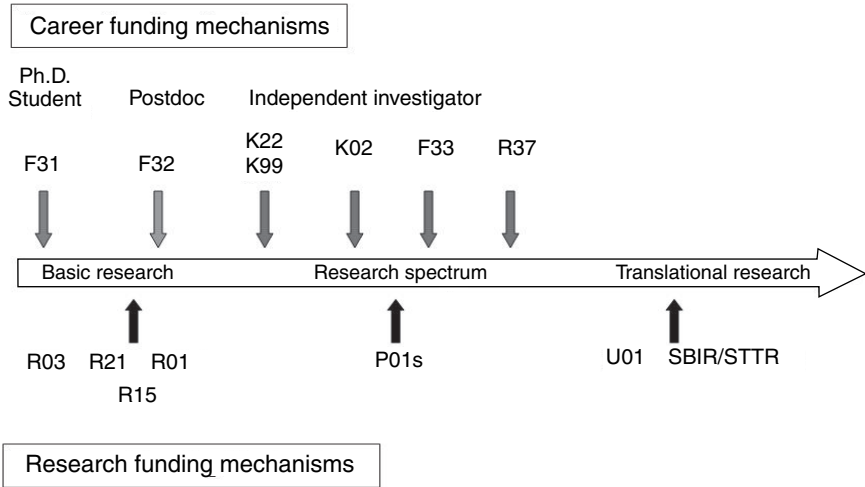 Career funding mechanisms
Ph.D.
Student
Postdoc
Independent investigator
F31
F32
K22
K99
K02
F33
R37
Basic research
Research spectrum
Translational research
R03
R21
R01
R15
P01s
U01
SBIR/STTR
Research funding mechanisms